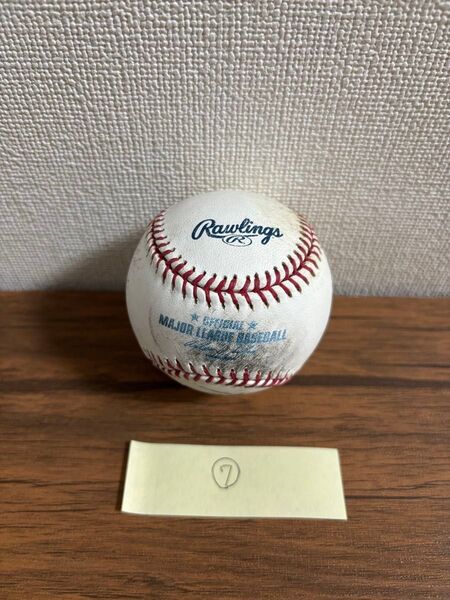 Rawlings
R
OFFICIAL
MAJOR LEAGUE BASEBALL
⑦